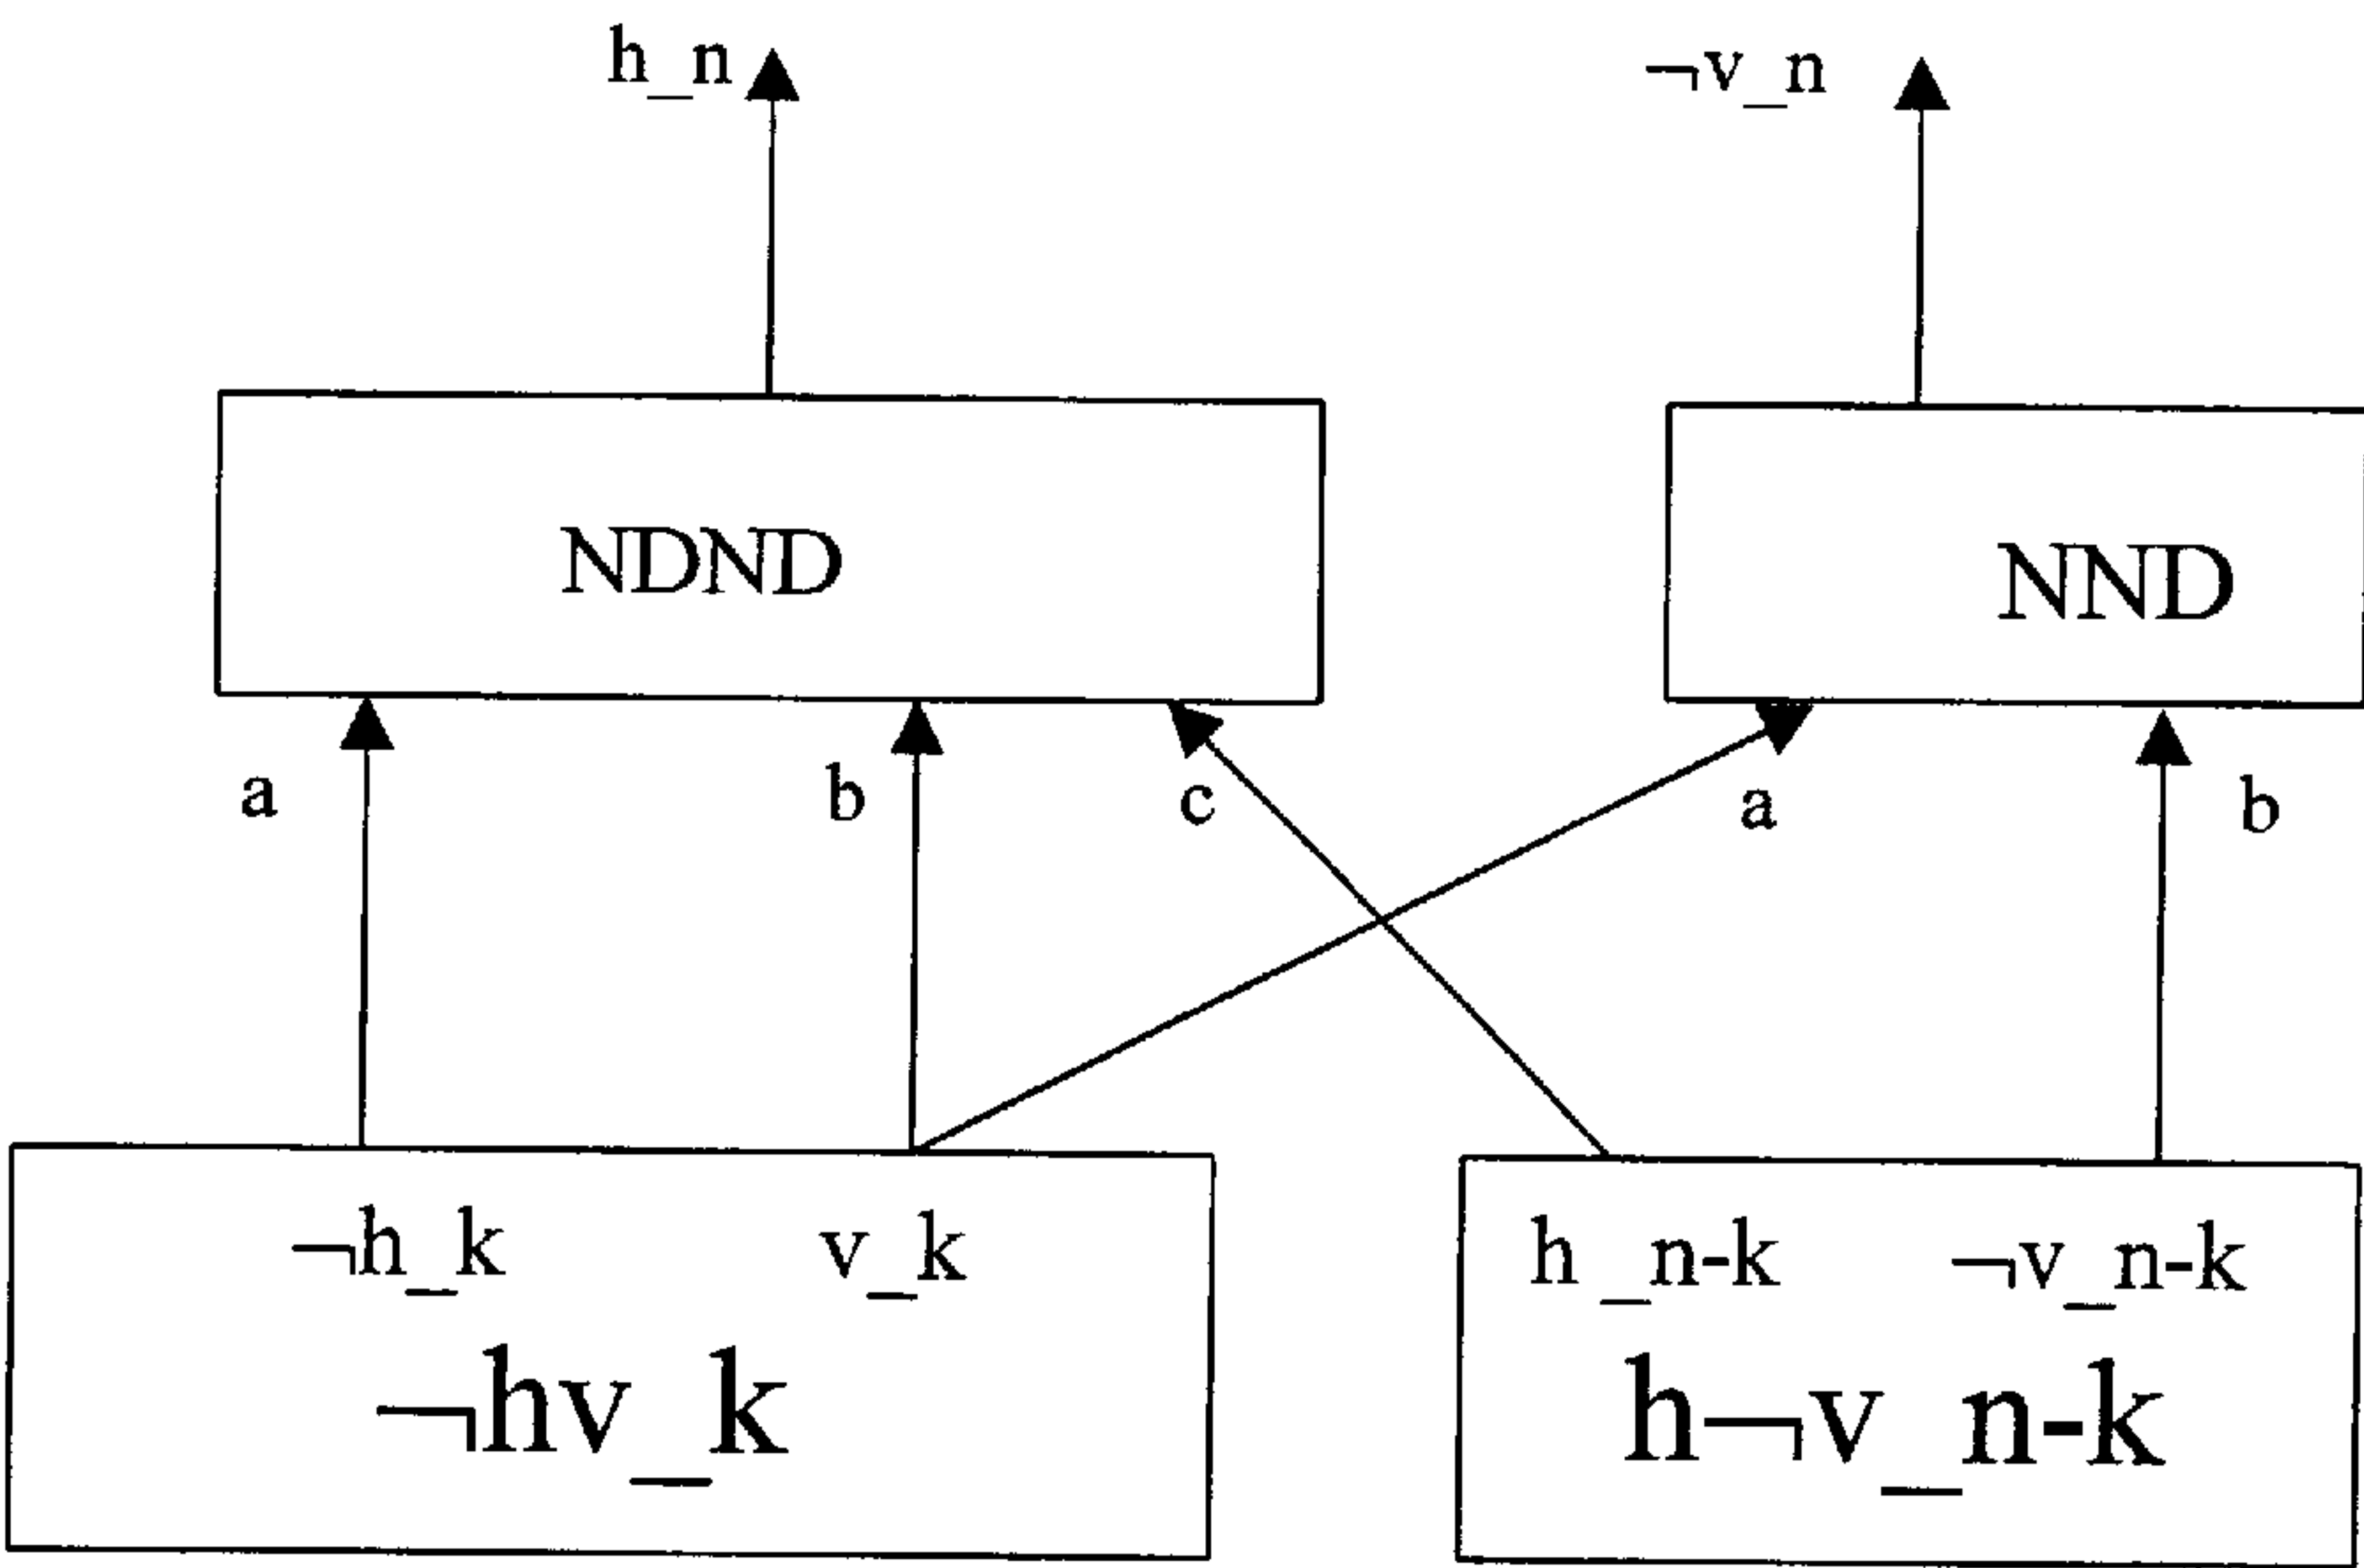 h_n ¬v_n
NDND NND
a b c a b
¬h_k v_k h_n-k ¬v_n-k
¬hv_k h¬v_n-k